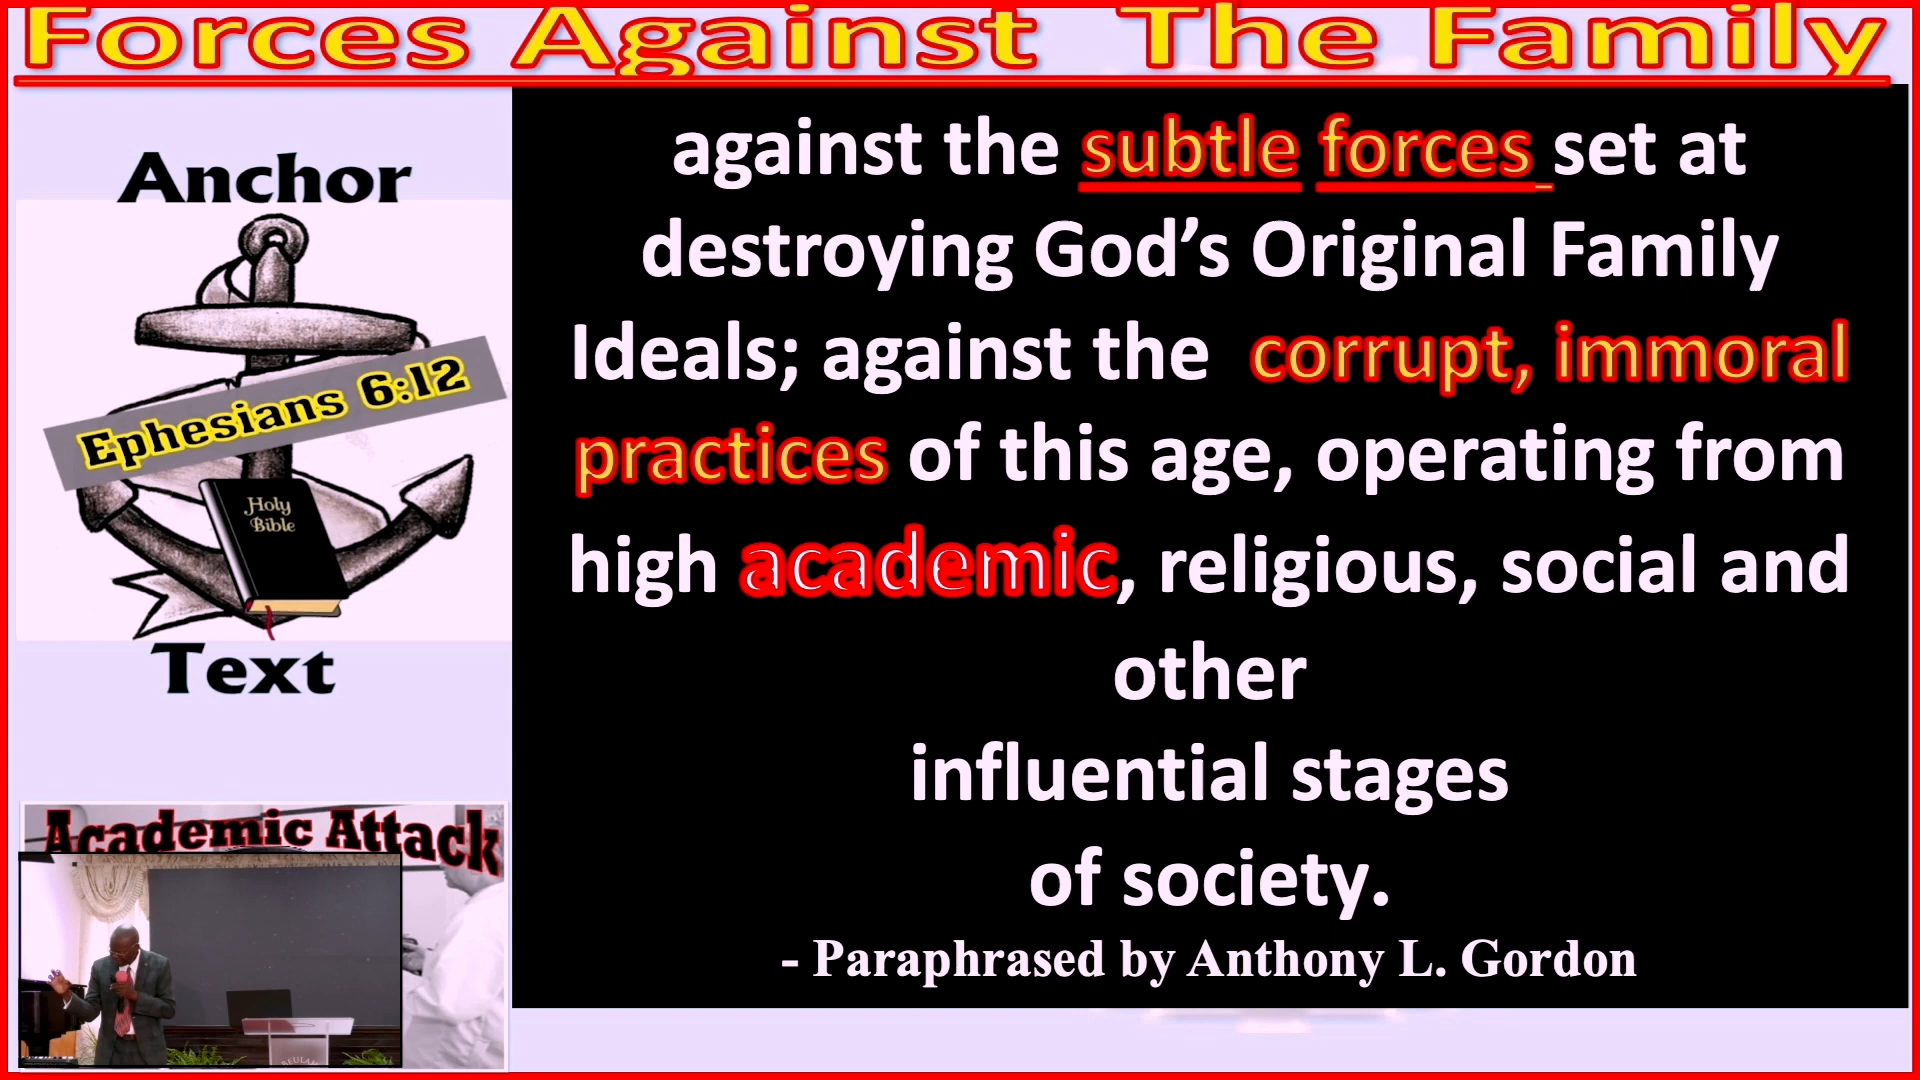 Forces Against The Family
Anchor
Ephesians 6:12
Holy
Bible
Text
against the subtle forces set at
destroying God’s Original Family
Ideals; against the corrupt, immoral
practices of this age, operating from
high academic, religious, social and
other
influential stages
of society.
- Paraphrased by Anthony L. Gordon
Academic Attack
BEULAH